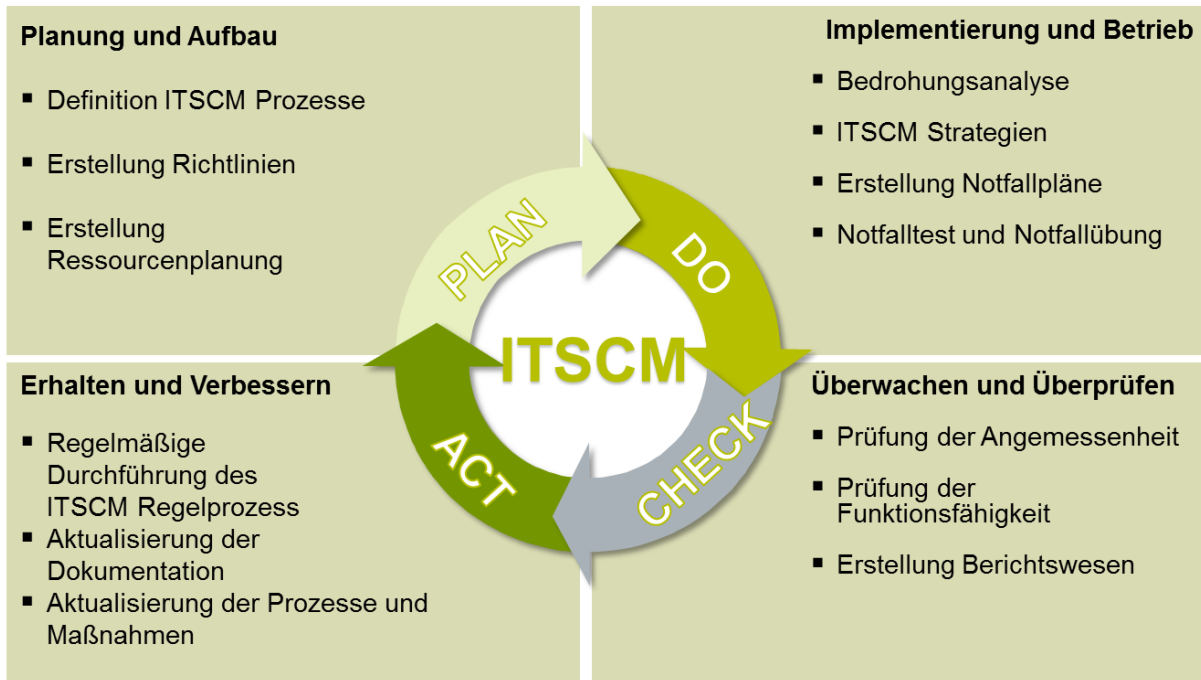 Planung und Aufbau
▪ Definition ITSCM Prozesse
▪ Erstellung Richtlinien
▪ Erstellung
Ressourcenplanung
Implementierung und Betrieb
▪ Bedrohungsanalyse
▪ ITSCM Strategien
▪ Erstellung Notfallpläne
▪ Notfalltest und Notfallübung
PLAN
DO
ITSCM
ACT
CHECK
Erhalten und Verbessern
▪ Regelmäßige
Durchführung des
ITSCM Regelprozess
▪ Aktualisierung der
Dokumentation
▪ Aktualisierung der Prozesse und
Maßnahmen
Überwachen und Überprüfen
▪ Prüfung der Angemessenheit
▪ Prüfung der
Funktionsfähigkeit
▪ Erstellung Berichtswesen